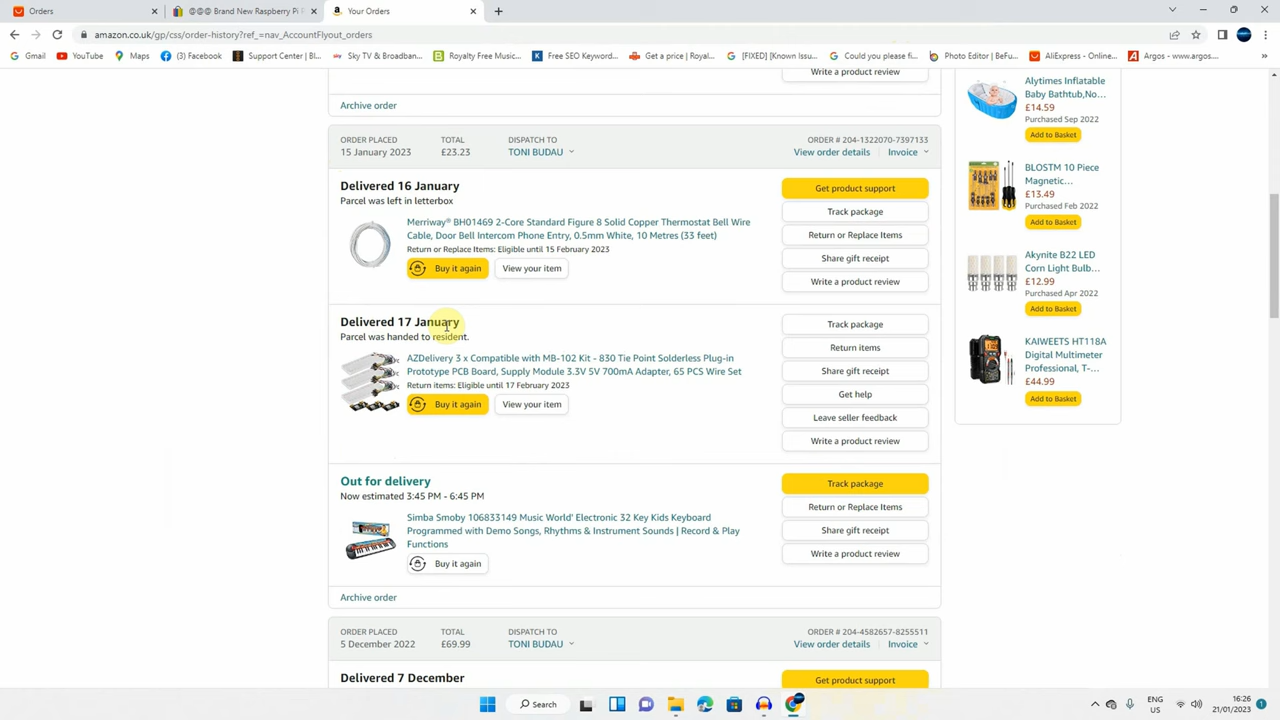 Orders
@@@ Brand New Raspberry Pi P
Your Orders
amazon.co.uk/gp/css/order-history?ref_=nav_AccountFlyout_orders
Gmail
YouTube
Maps
(3) Facebook
Support Center | Bl...
Sky TV & Broadban...
Royalty Free Music...
Free SEO Keyword...
Get a price | Royal...
[FIXED] [Known Issu...
Could you please fi...
Photo Editor | BeFu...
AliExpress - Online...
Argos - www.argos....
»
Write a product review
Archive order
ORDER PLACED
15 January 2023
TOTAL
£23.23
DISPATCH TO
TONI BUDAU
ORDER # 204-1322070-7397133
View order details
Invoice
Delivered 16 January
Parcel was left in letterbox
Merriway® BH01469 2-Core Standard Figure 8 Solid Copper Thermostat Bell Wire
Cable, Door Bell Intercom Phone Entry, 0.5mm White, 10 Metres (33 feet)
Return or Replace Items: Eligible until 15 February 2023
Buy it again
View your item
Get product support
Track package
Return or Replace Items
Share gift receipt
Write a product review
Delivered 17 January
Parcel was handed to resident.
AZDelivery 3 x Compatible with MB-102 Kit - 830 Tie Point Solderless Plug-in
Prototype PCB Board, Supply Module 3.3V 5V 700mA Adapter, 65 PCS Wire Set
Return items: Eligible until 17 February 2023
Buy it again
View your item
Track package
Return items
Share gift receipt
Get help
Leave seller feedback
Write a product review
Out for delivery
Now estimated 3:45 PM - 6:45 PM
Simba Smoby 106833149 Music World' Electronic 32 Key Kids Keyboard
Programmed with Demo Songs, Rhythms & Instrument Sounds | Record & Play
Functions
Buy it again
Track package
Return or Replace Items
Share gift receipt
Write a product review
Archive order
ORDER PLACED
5 December 2022
TOTAL
£69.99
DISPATCH TO
TONI BUDAU
ORDER # 204-4582657-8255511
View order details
Invoice
Delivered 7 December
Get product support
Alytimes Inflatable
Baby Bathtub,No...
£14.59
Purchased Sep 2022
Add to Basket
BLOSTM 10 Piece
Magnetic...
£13.49
Purchased Feb 2022
Add to Basket
Akynite B22 LED
Corn Light Bulb...
£12.99
Purchased Apr 2022
Add to Basket
KAIWEETS HT118A
Digital Multimeter
Professional, T-...
£44.99
Add to Basket
Search
ENG
US
16:26
21/01/2023
1